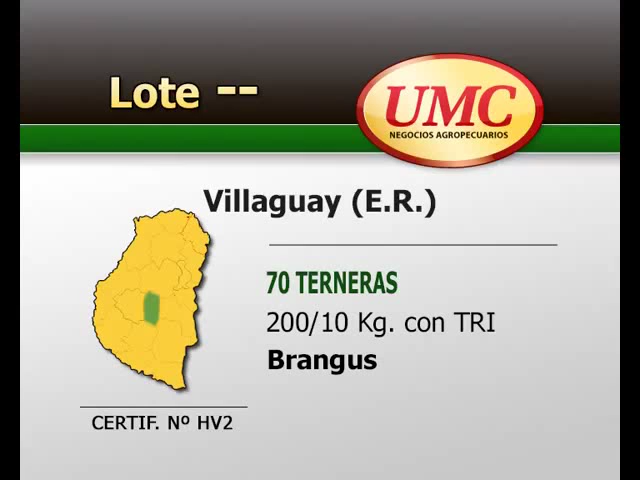 Lote --
UMC
NEGOCIOS AGROPECUARIOS
Villaguay (E.R.)
70 TERNERAS
200/10 Kg. con TRI
Brangus
CERTIF. Nº HV2